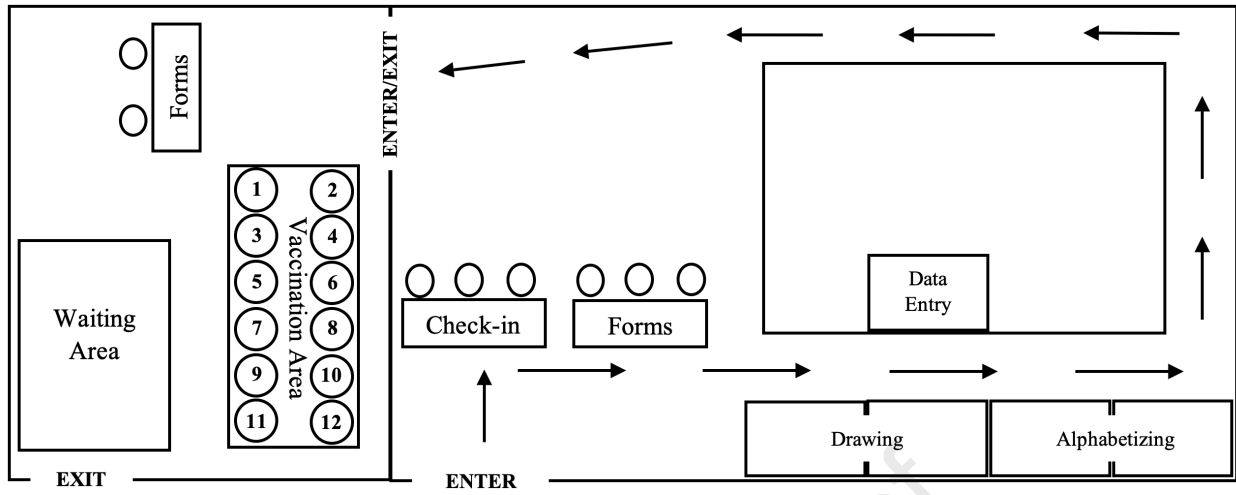 Forms
ENTER/EXIT
1
2
3
4
5
6
7
8
9
10
11
12
Vaccination Area
Waiting
Area
Check-in
Forms
Data
Entry
Drawing
Alphabetizing
EXIT
ENTER